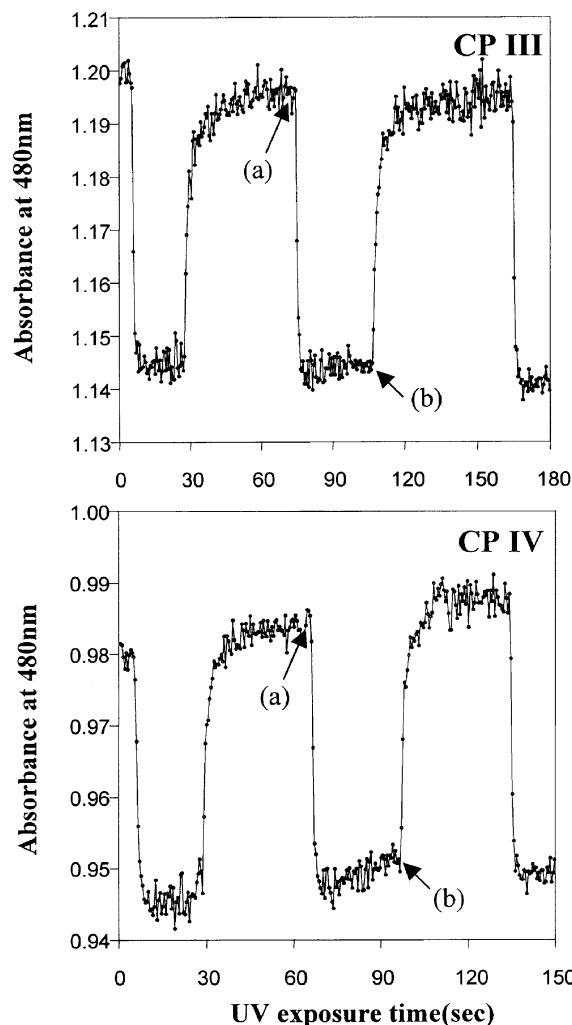 CP III
Absorbance at 480nm
1.21
1.20
1.19
1.18
1.17
1.16
1.15
1.14
1.13
(a)
(b)
0 30 60 90 120 150 180
CP IV
Absorbance at 480nm
1.00
0.99
0.98
0.97
0.96
0.95
0.94
(a)
(b)
0 30 60 90 120 150
UV exposure time(sec)